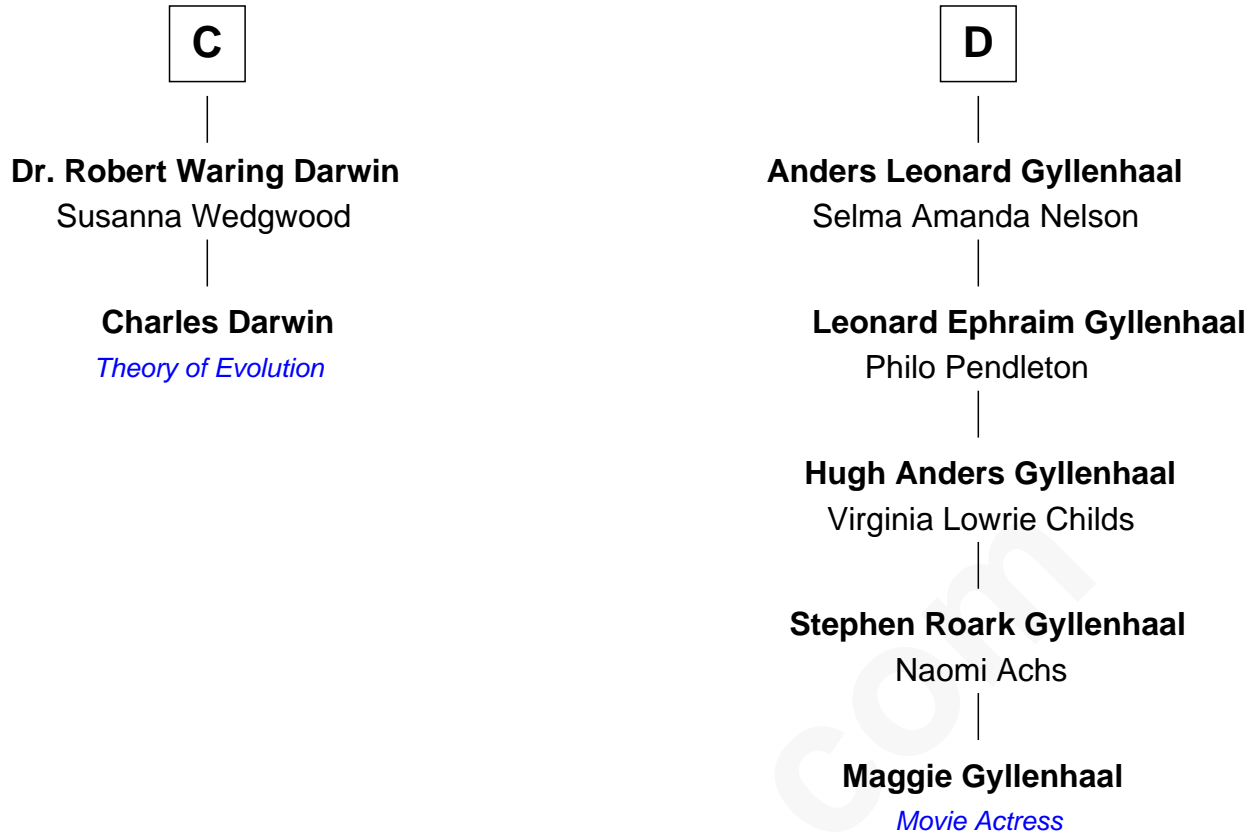 C
Dr. Robert Waring Darwin
Susanna Wedgwood
Charles Darwin
Theory of Evolution
D
Anders Leonard Gyllenhaal
Selma Amanda Nelson
Leonard Ephraim Gyllenhaal
Philo Pendleton
Hugh Anders Gyllenhaal
Virginia Lowrie Childs
Stephen Roark Gyllenhaal
Naomi Achs
Maggie Gyllenhaal
Movie Actress
com